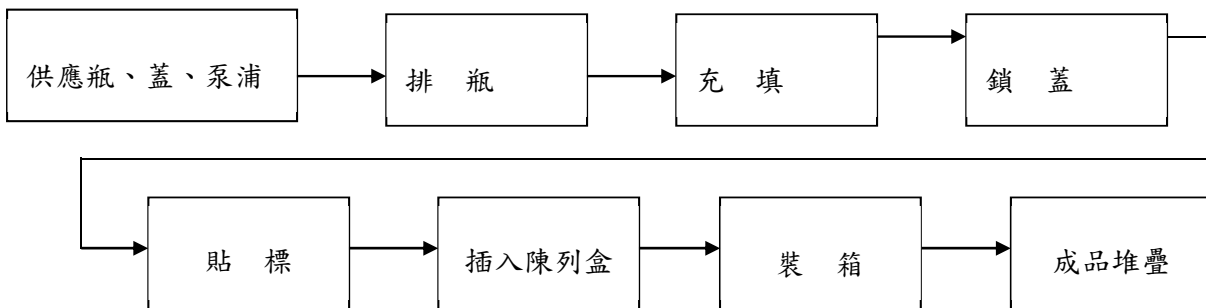 供應瓶、蓋、泵浦
排 瓶
充 填
鎖 蓋
貼 標
插入陳列盒
裝 箱
成品堆疊